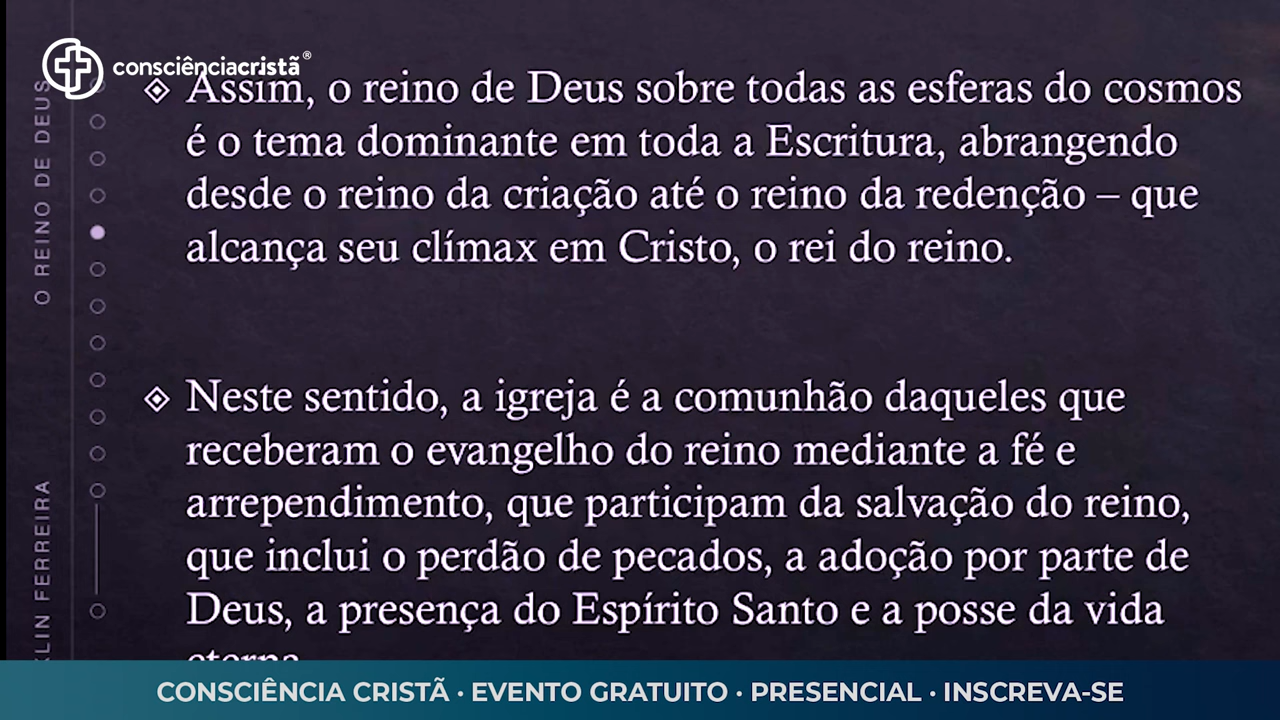 consciênciacristã®
O REINO DE DEUS
Assim, o reino de Deus sobre todas as esferas do cosmos
é o tema dominante em toda a Escritura, abrangendo
desde o reino da criação até o reino da redenção – que
alcança seu clímax em Cristo, o rei do reino.
Neste sentido, a igreja é a comunhão daqueles que
receberam o evangelho do reino mediante a fé e
arrependimento, que participam da salvação do reino,
que inclui o perdão de pecados, a adoção por parte de
Deus, a presença do Espírito Santo e a posse da vida
eterna
KLIN FERREIRA
CONSCIÊNCIA CRISTÃ · EVENTO GRATUITO · PRESENCIAL · INSCREVA-SE